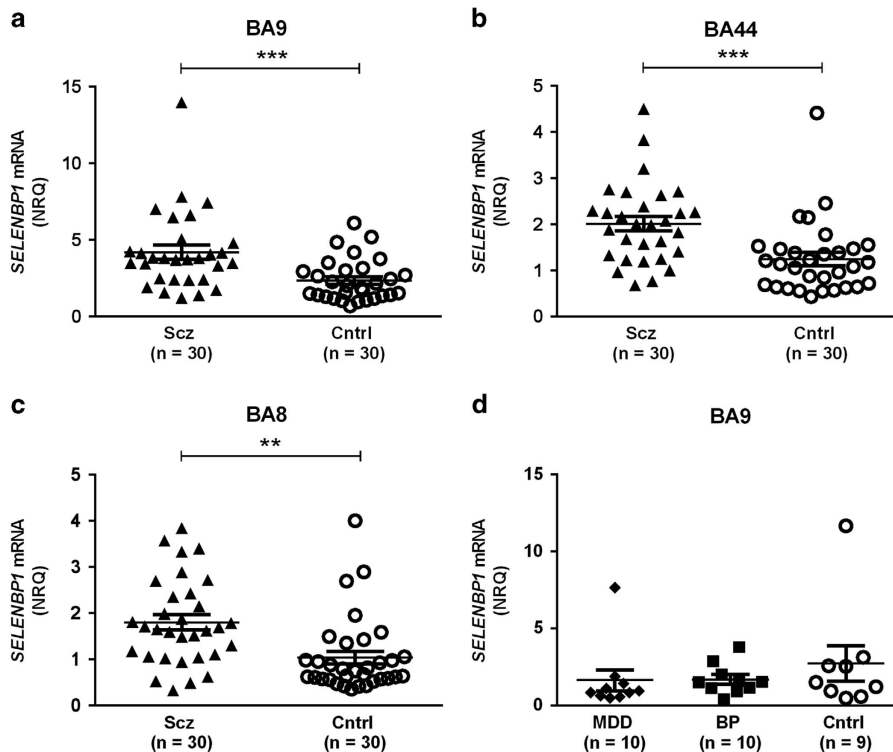 a
BA9
***
SELENBP1 mRNA
(NRQ)
15
10
5
0
Scz
(n = 30)
Cntrl
(n = 30)
b
BA44
***
SELENBP1 mRNA
(NRQ)
5
4
3
2
1
0
Scz
(n = 30)
Cntrl
(n = 30)
c
BA8
**
SELENBP1 mRNA
(NRQ)
5
4
3
2
1
0
Scz
(n = 30)
Cntrl
(n = 30)
d
BA9
SELENBP1 mRNA
(NRQ)
15
10
5
0
MDD
(n = 10)
BP
(n = 10)
Cntrl
(n = 9)